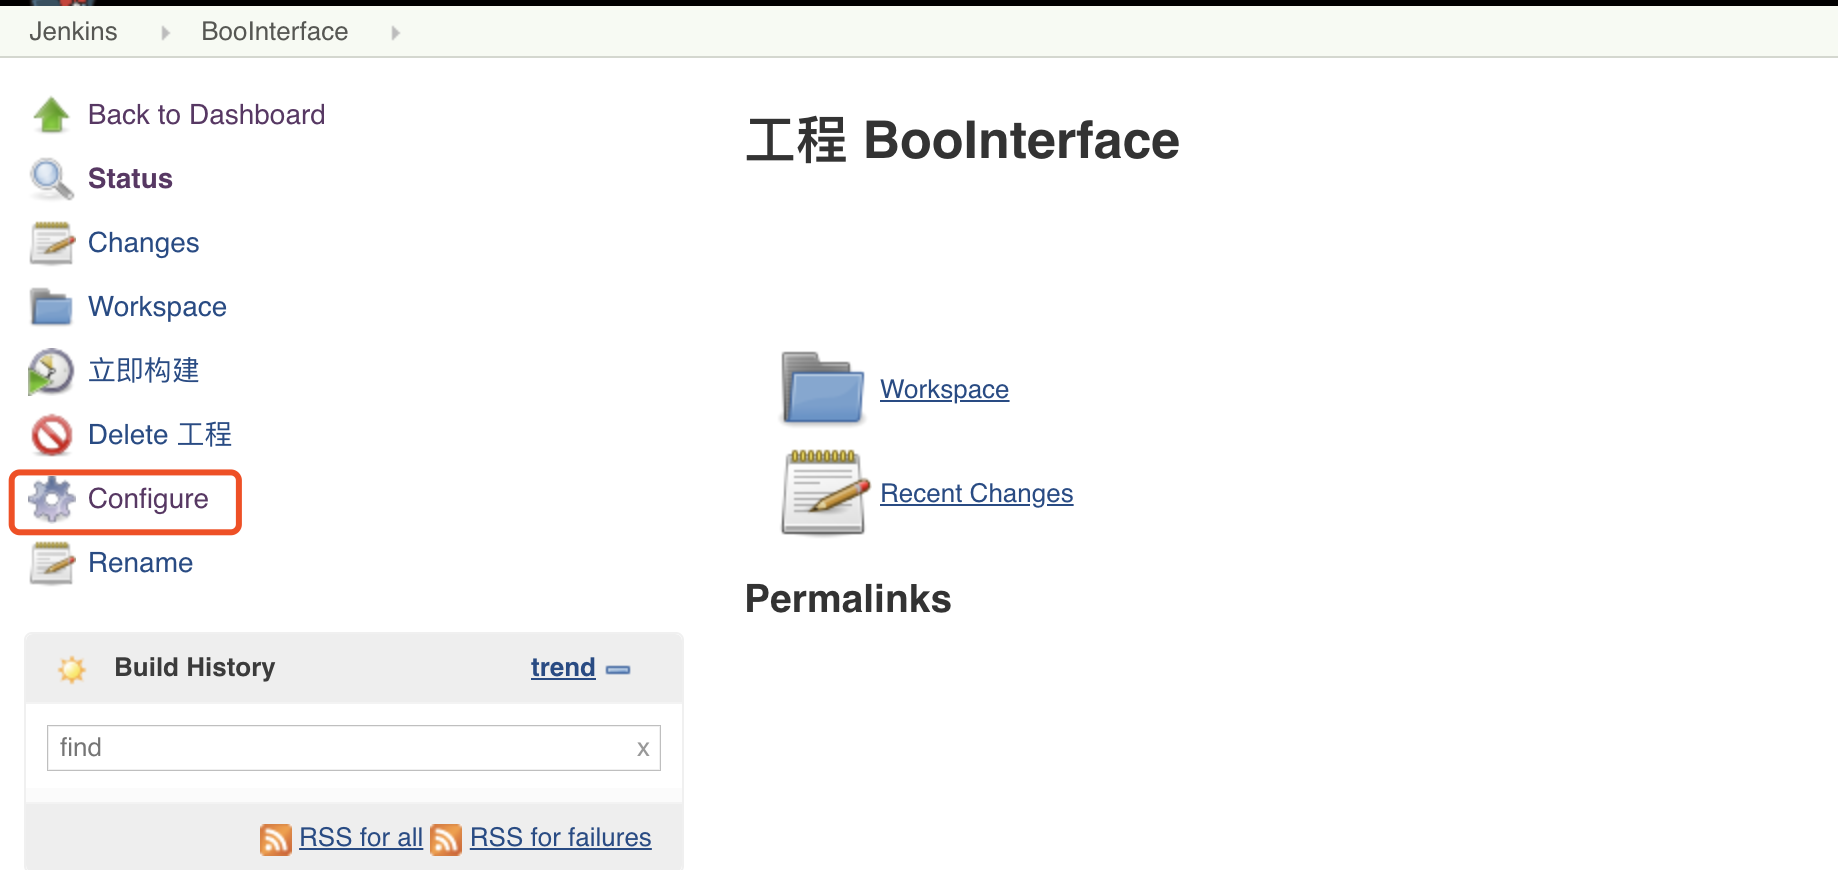 Jenkins BooInterface
Back to Dashboard
Status
Changes
Workspace
立即构建
Delete 工程
Configure
Rename
Build History trend
find x
RSS for all RSS for failures
工程 BooInterface
Workspace
Recent Changes
Permalinks